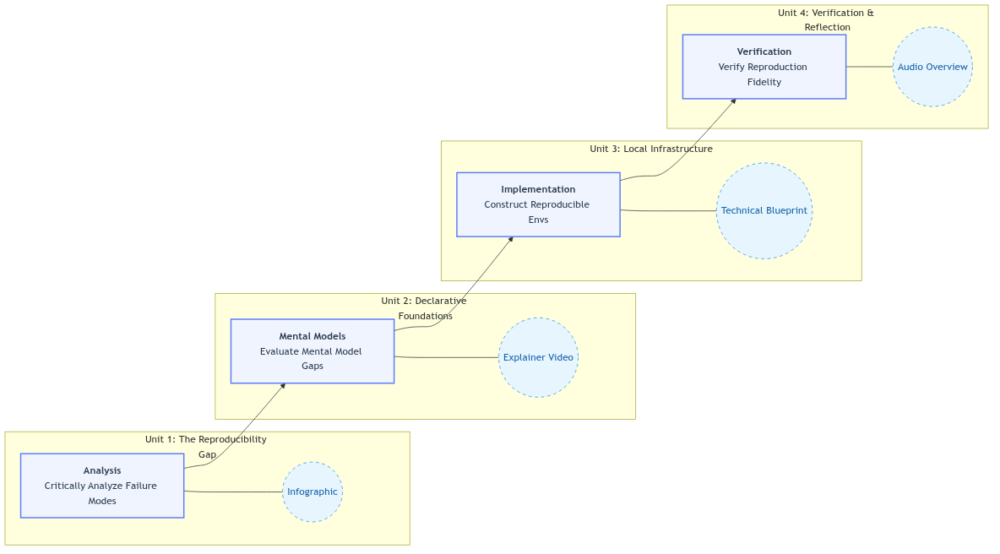 Unit 4: Verification &
Reflection
Verification
Verify Reproduction
Fidelity
Audio Overview
Unit 3: Local Infrastructure
Implementation
Construct Reproducible
Envs
Technical Blueprint
Unit 2: Declarative
Foundations
Mental Models
Evaluate Mental Model
Gaps
Explainer Video
Unit 1: The Reproducibility
Gap
Analysis
Critically Analyze Failure
Modes
Infographic